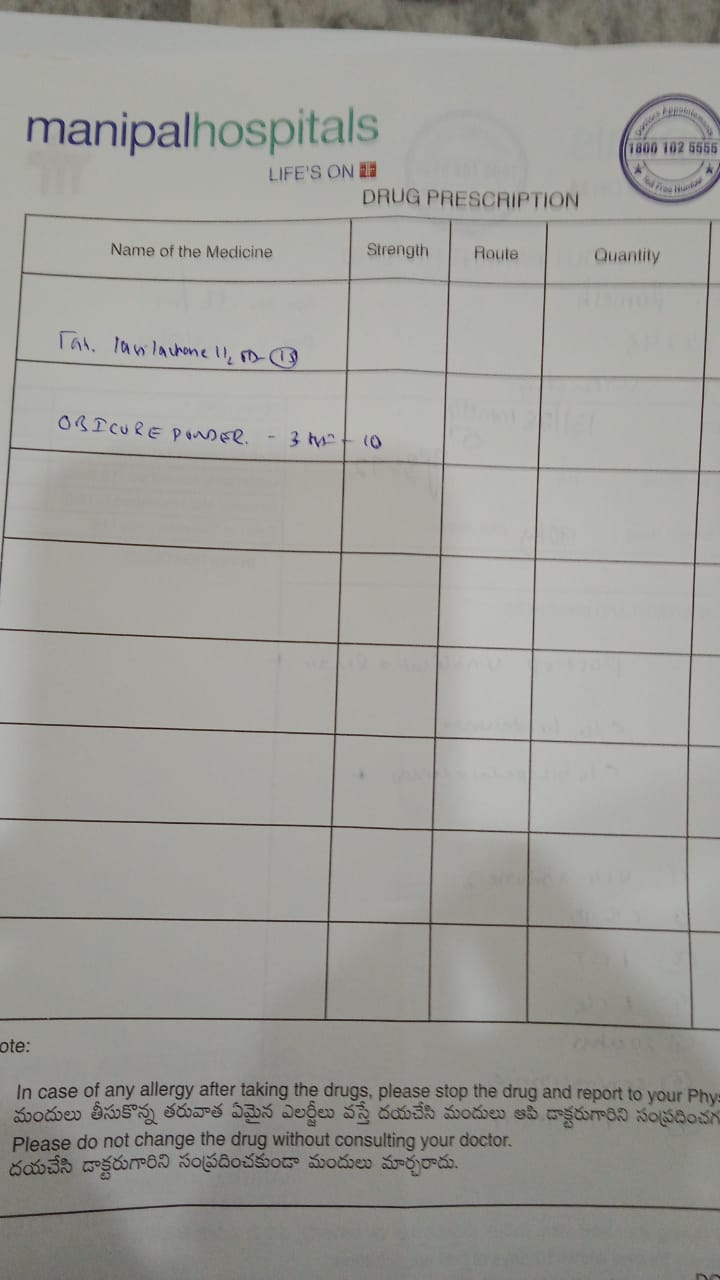 manipalhospitals
LIFE'S ON
Doctors Appointments
1800 102 5555
Toll Free Number
DRUG PRESCRIPTION
Name of the Medicine Strength Route Quantity
Tab. 11/2 OD - 15
OBICURE POWDER. - - 10
ote:
In case of any allergy after taking the drugs, please stop the drug and report to your Phy
మందులు తీసుకొన్న తరువాత ఏమైన ఎలర్జీలు వస్తే దయచేసి మందులు ఆపి డాక్టరుగారిని సంప్రదించగ
Please do not change the drug without consulting your doctor.
దయచేసి డాక్టరుగారిని సంప్రదించకుండా మందులు మార్చరాదు.